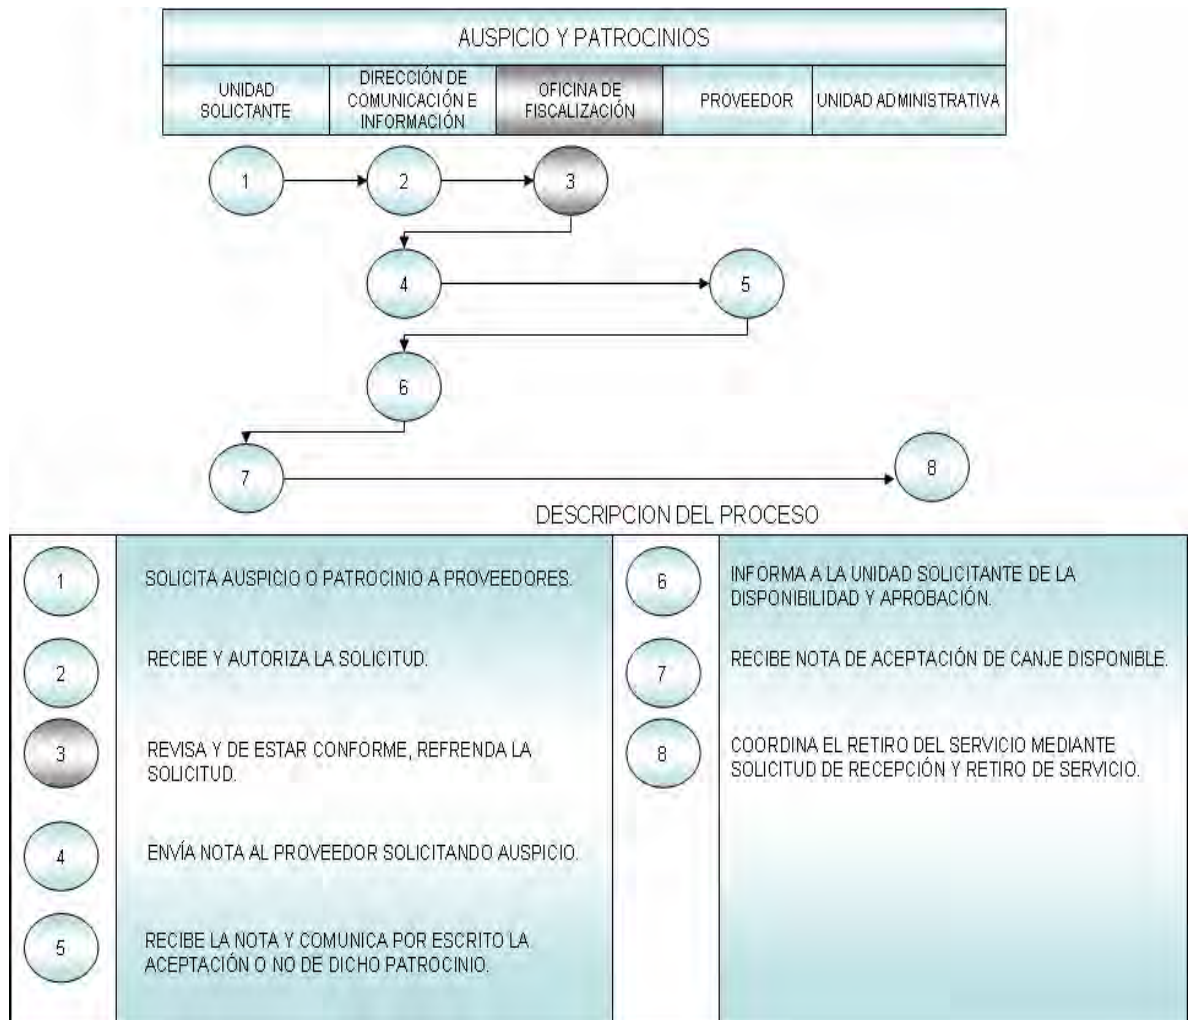 AUSPICIO Y PATROCINIOS
UNIDAD
SOLICTANTE
DIRECCIÓN DE
COMUNICACIÓN E
INFORMACIÓN
OFICINA DE
FISCALIZACIÓN
PROVEEDOR
UNIDAD ADMINISTRATIVA
1
2
3
4
5
6
7
8
DESCRIPCION DEL PROCESO
1
SOLICITA AUSPICIO O PATROCINIO A PROVEEDORES.
2
RECIBE Y AUTORIZA LA SOLICITUD.
3
REVISA Y DE ESTAR CONFORME, REFRENDA LA
SOLICITUD.
4
ENVÍA NOTA AL PROVEEDOR SOLICITANDO AUSPICIO.
5
RECIBE LA NOTA Y COMUNICA POR ESCRITO LA
ACEPTACIÓN O NO DE DICHO PATROCINIO.
6
INFORMA A LA UNIDAD SOLICITANTE DE LA
DISPONIBILIDAD Y APROBACIÓN.
7
RECIBE NOTA DE ACEPTACIÓN DE CANJE DISPONIBLE.
8
COORDINA EL RETIRO DEL SERVICIO MEDIANTE
SOLICITUD DE RECEPCIÓN Y RETIRO DE SERVICIO.